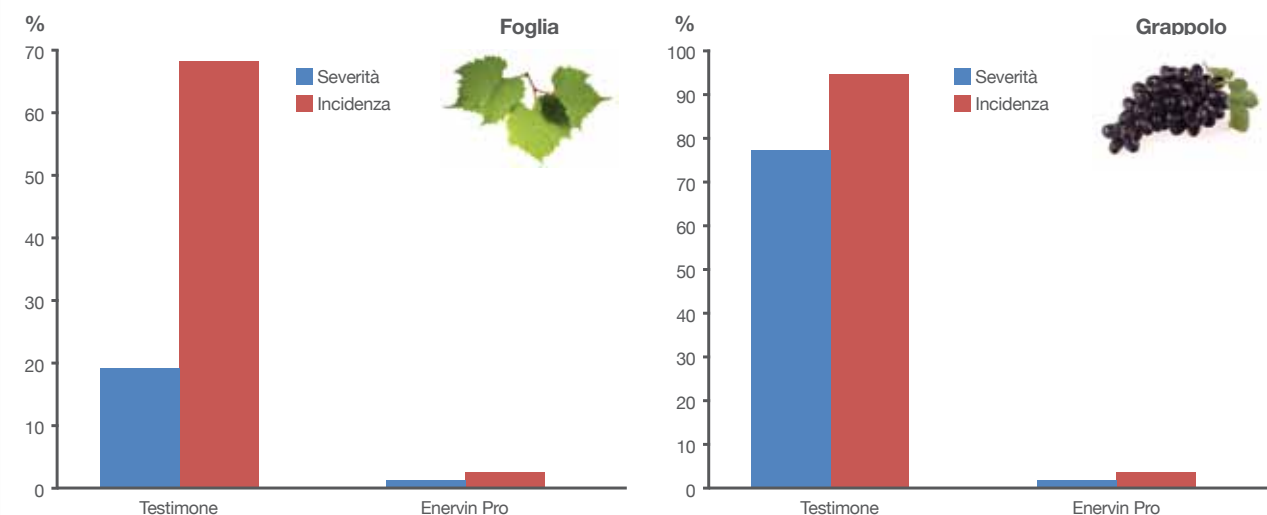 %
Foglia
70
60
50
40
30
20
10
0
Severità
Incidenza
Testimone
Enervin Pro
%
Grappolo
100
90
80
70
60
50
40
30
20
10
0
Severità
Incidenza
Testimone
Enervin Pro